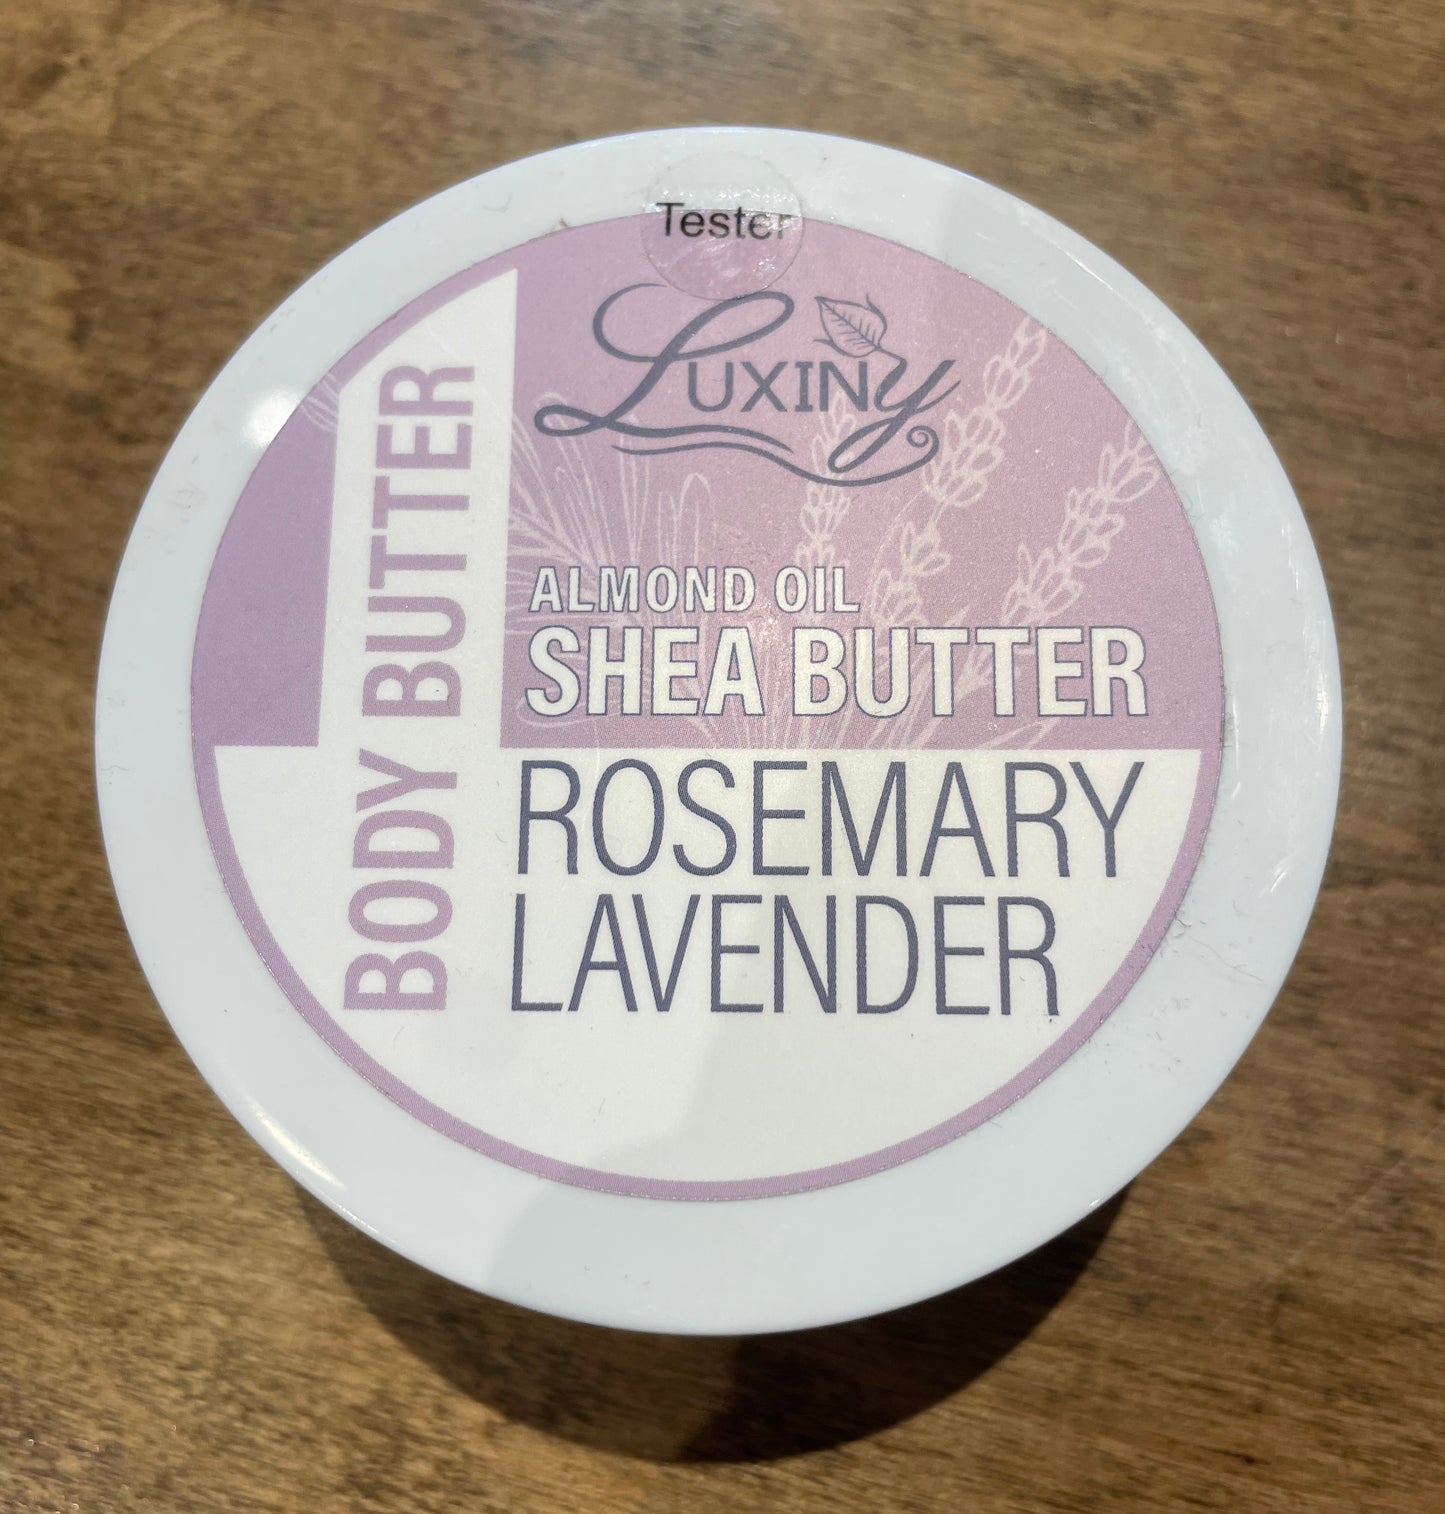 Tester
LUXINY
BODY BUTTER
ALMOND OIL
SHEA BUTTER
ROSEMARY
LAVENDER